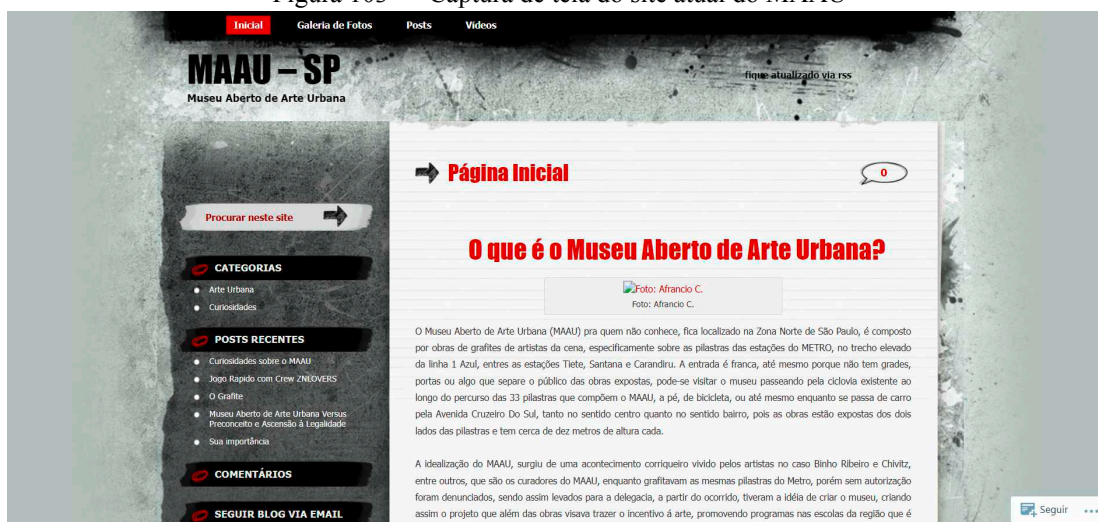 Figura 103 – Captura de tela do site atual do MAAU
Inicial Galeria de Fotos Posts Vídeos
MAAU – SP
Museu Aberto de Arte Urbana
fique atualizado via rss
Página Inicial
0
Procurar neste site
O que é o Museu Aberto de Arte Urbana?
CATEGORIAS
Arte Urbana
Curiosidades
Foto: Afrancio C.
Foto: Afrancio C.
POSTS RECENTES
Curiosidades sobre o MAAU
Jogo Rapido com Crew ZNLOVERS
O Grafite
Museu Aberto de Arte Urbana Versus
Preconceito e Ascensão à Legalidade
Sua importância
COMENTÁRIOS
SEGUIR BLOG VIA EMAIL
O Museu Aberto de Arte Urbana (MAAU) pra quem não conhece, fica localizado na Zona Norte de São Paulo, é composto
por obras de grafites de artistas da cena, especificamente sobre as pilastras das estações do METRO, no trecho elevado
da linha 1 Azul, entres as estações Tiete, Santana e Carandiru. A entrada é franca, até mesmo porque não tem grades,
portas ou algo que separe o público das obras expostas, pode-se visitar o museu passeando pela ciclovia existente ao
longo do percurso das 33 pilastras que compõem o MAAU, a pé, de bicicleta, ou até mesmo enquanto se passa de carro
pela Avenida Cruzeiro Do Sul, tanto no sentido centro quanto no sentido bairro, pois as obras estão expostas dos dois
lados das pilastras e tem cerca de dez metros de altura cada.
A idealização do MAAU, surgiu de uma acontecimento corriqueiro vivido pelos artistas no caso Binho Ribeiro e Chivitz,
entre outros, que são os curadores do MAAU, enquanto grafitavam as mesmas pilastras do Metro, porém sem autorização
foram denunciados, sendo assim levados para a delegacia, a partir do ocorrido, tiveram a idéia de criar o museu, criando
assim o projeto que além das obras visava trazer o incentivo á arte, promovendo programas nas escolas da região que é
Seguir